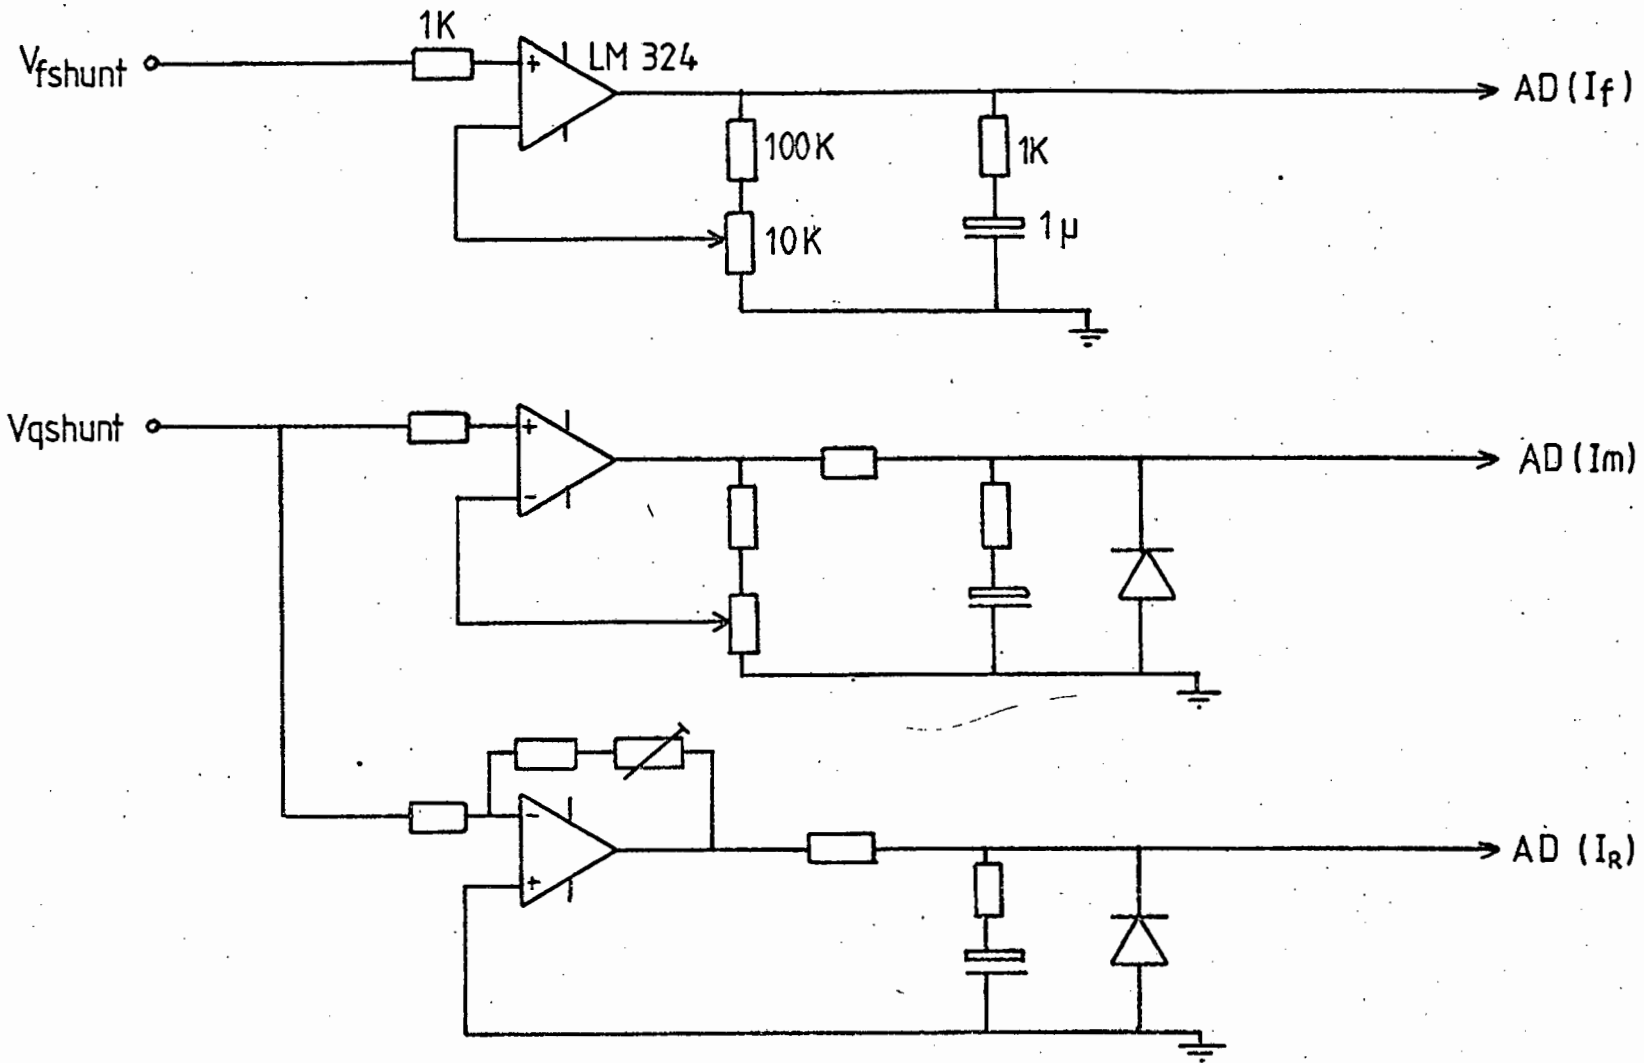 1K
Vfshunt
+
LM 324
AD (If)
100K
1K
10K
1µ
Vqshunt
+
-
AD (Im)
-
+
AD (IR)